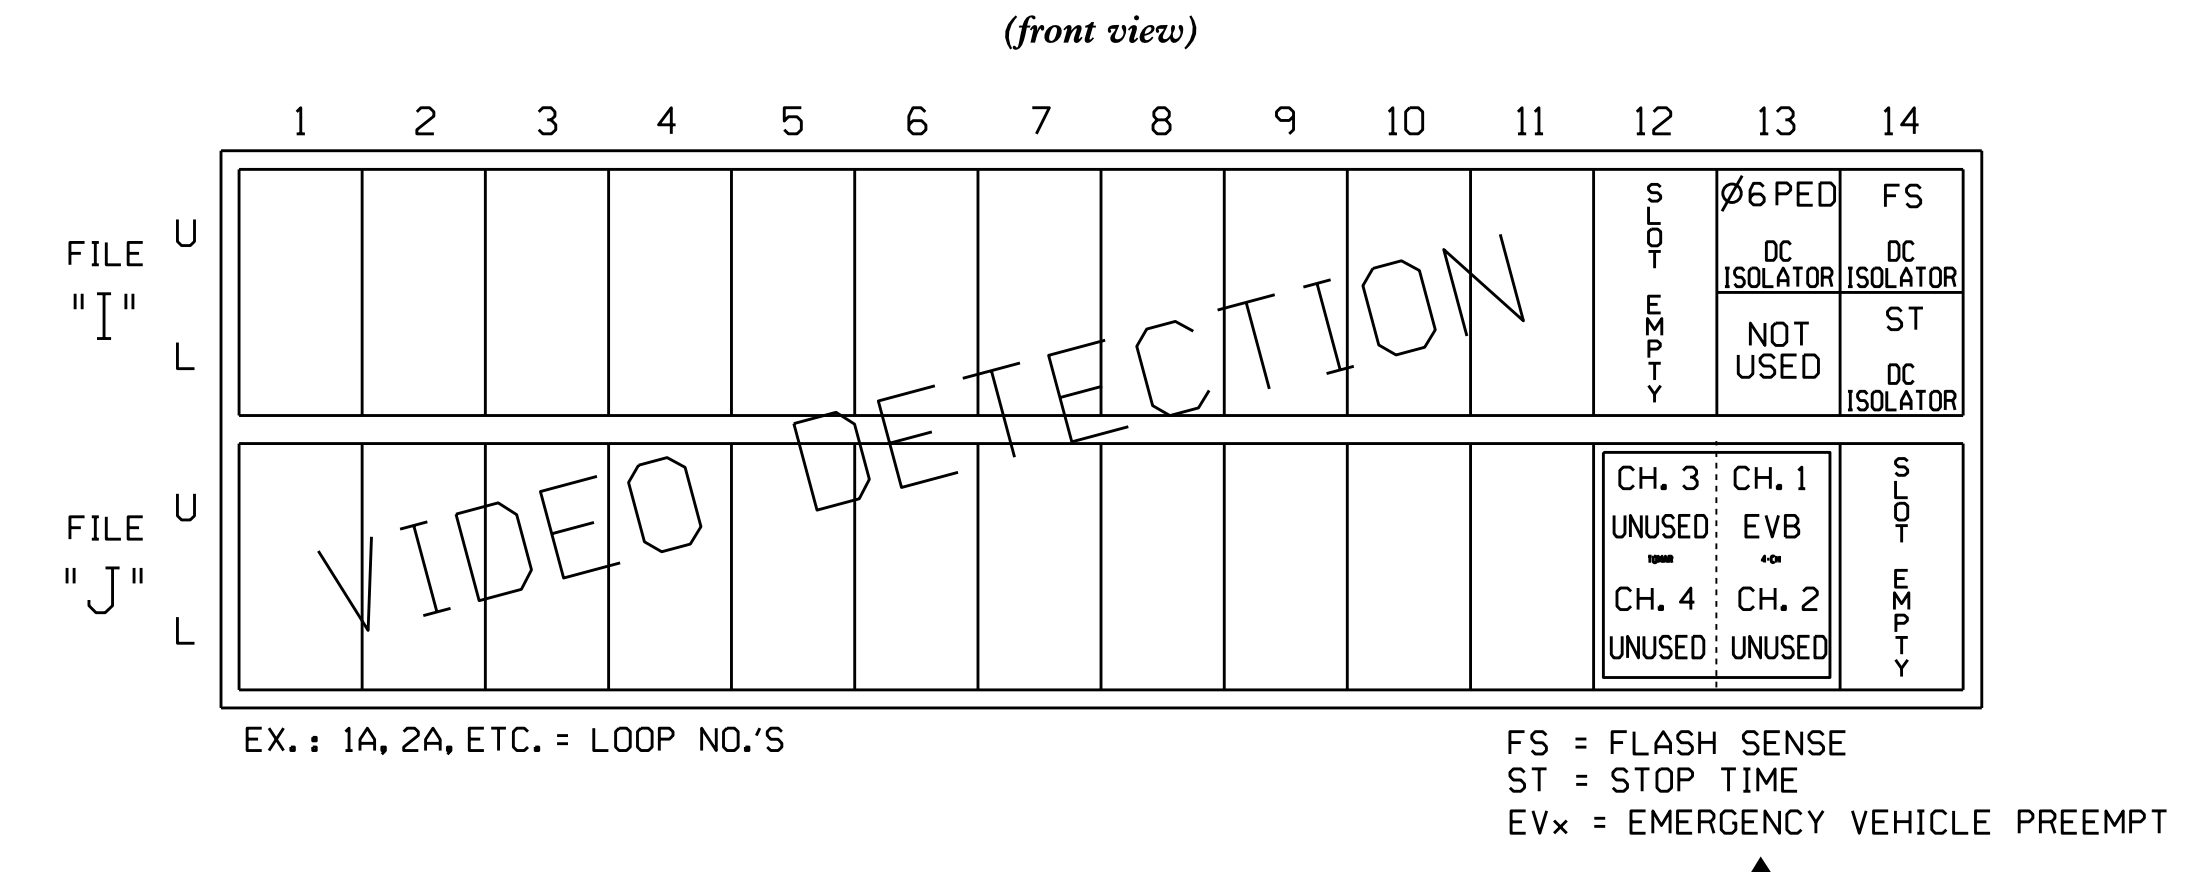 (front view)
1 2 3 4 5 6 7 8 9 10 11 12 13 14
FILE "I"
U
L
SLOT EMPTY
Ø6 PED
DC
ISOLATOR
NOT
USED
FS
DC
ISOLATOR
ST
DC
ISOLATOR
VIDEO DETECTION
FILE "J"
U
L
CH. 3
UNUSED
CH. 4
UNUSED
CH. 1
EVB
4-CH
CH. 2
UNUSED
SLOT EMPTY
EX.: 1A, 2A, ETC. = LOOP NO.'S
FS = FLASH SENSE
ST = STOP TIME
EVx = EMERGENCY VEHICLE PREEMPT